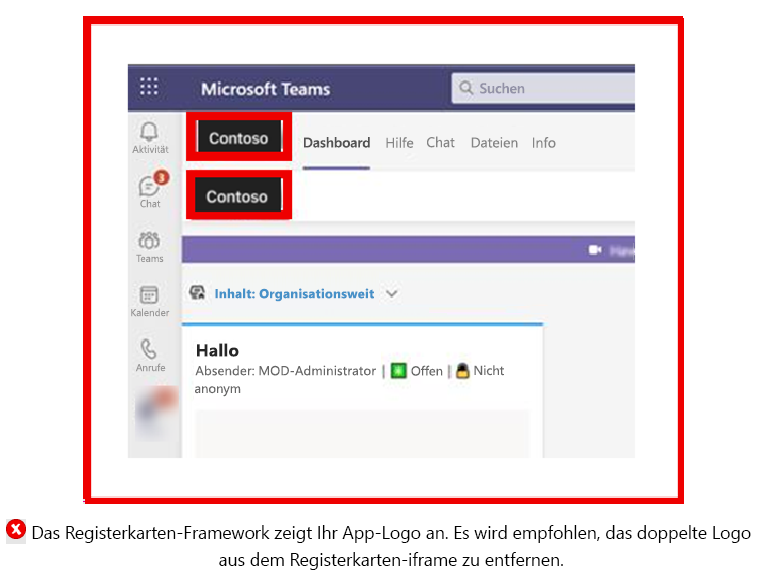 Microsoft Teams
Suchen
Contoso
Dashboard Hilfe Chat Dateien Info
Aktivität
3
Chat
Contoso
Teams
Inhalt: Organisationsweit
Kalender
Hallo
Absender: MOD-Administrator | Offen | Nicht
anonym
Anrufe
Das Registerkarten-Framework zeigt Ihr App-Logo an. Es wird empfohlen, das doppelte Logo
aus dem Registerkarten-iframe zu entfernen.